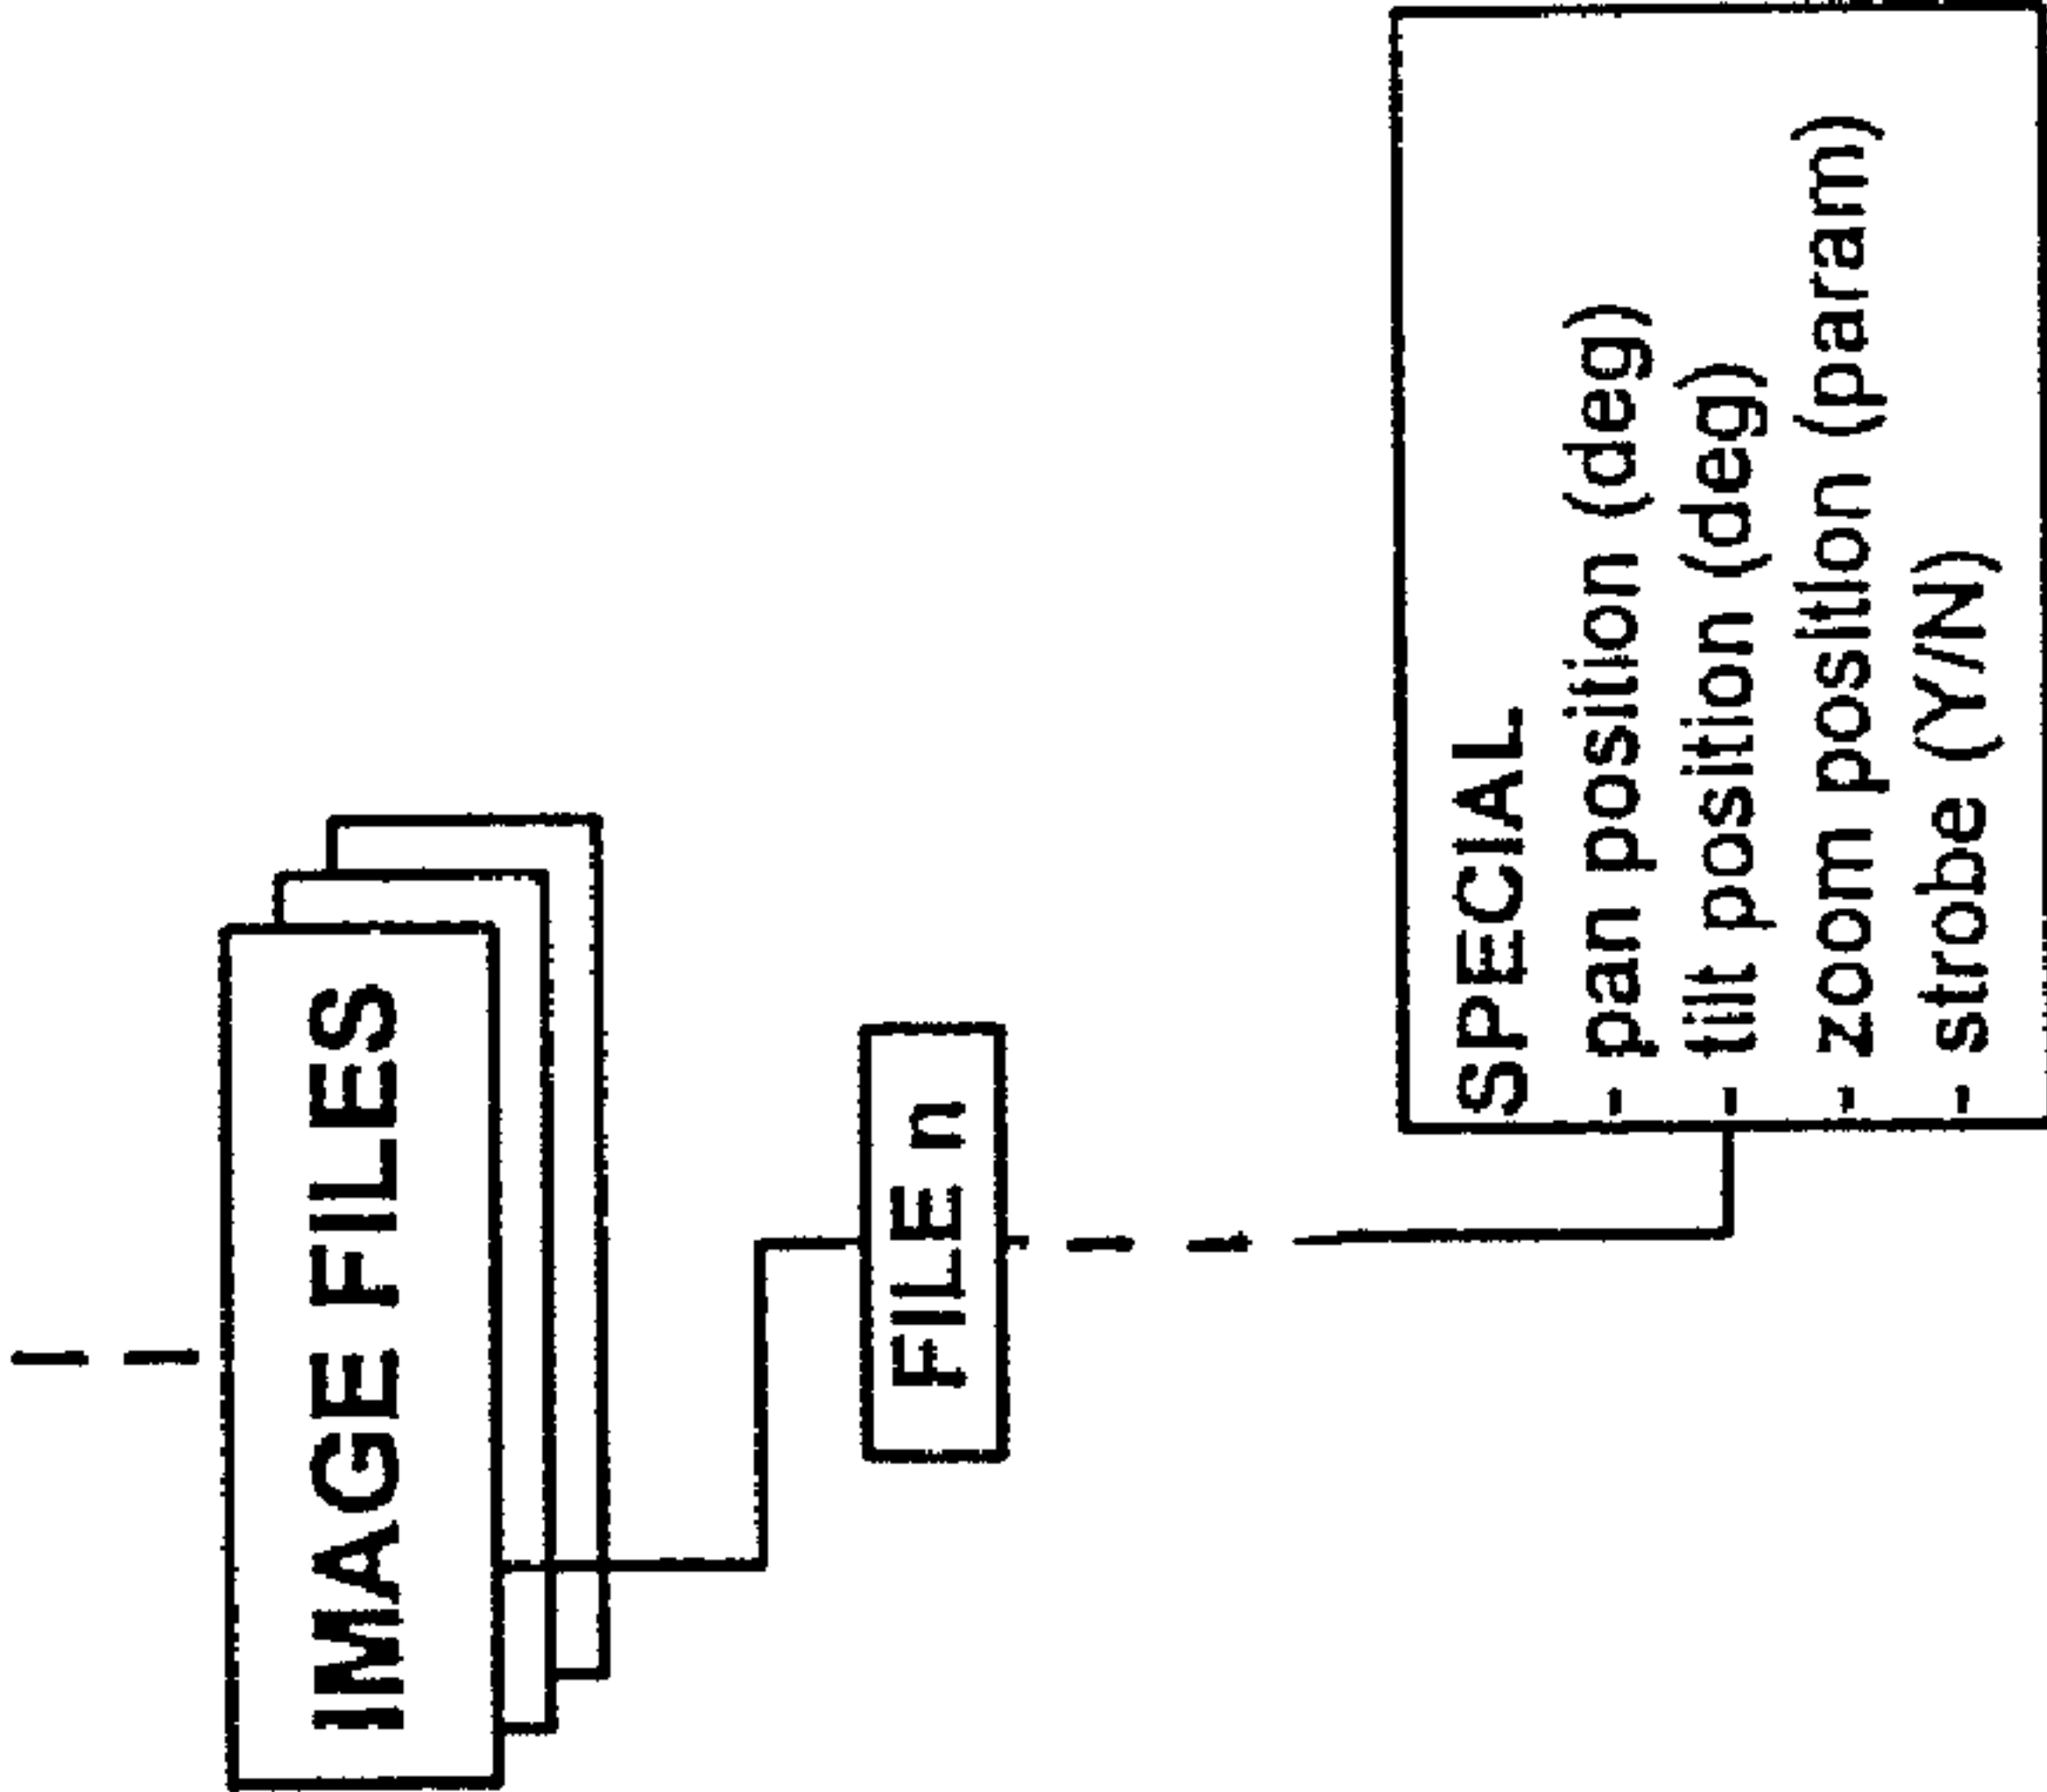 IMAGE FILES
FILE n
SPECIAL
- pan position (deg)
- tilt position (deg)
- zoom position (param)
- strobe (Y/N)